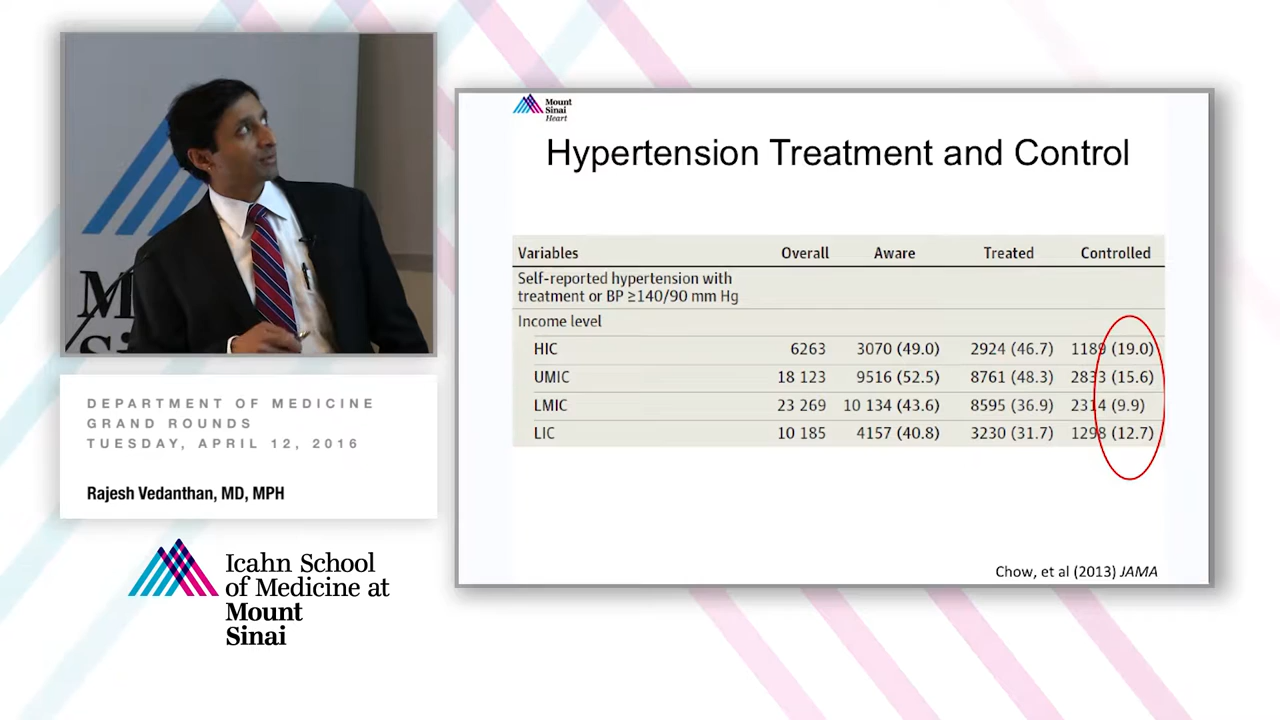 M
S
DEPARTMENT OF MEDICINE
GRAND ROUNDS
TUESDAY, APRIL 12, 2016
Rajesh Vedanthan, MD, MPH
Icahn School
of Medicine at
Mount
Sinai
Mount
Sinai
Heart
Hypertension Treatment and Control
Variables Overall Aware Treated Controlled
Self-reported hypertension with
treatment or BP ≥140/90 mm Hg
Income level
HIC 6263 3070 (49.0) 2924 (46.7) 1189 (19.0)
UMIC 18 123 9516 (52.5) 8761 (48.3) 2833 (15.6)
LMIC 23 269 10 134 (43.6) 8595 (36.9) 2314 (9.9)
LIC 10 185 4157 (40.8) 3230 (31.7) 1298 (12.7)
Chow, et al (2013) JAMA